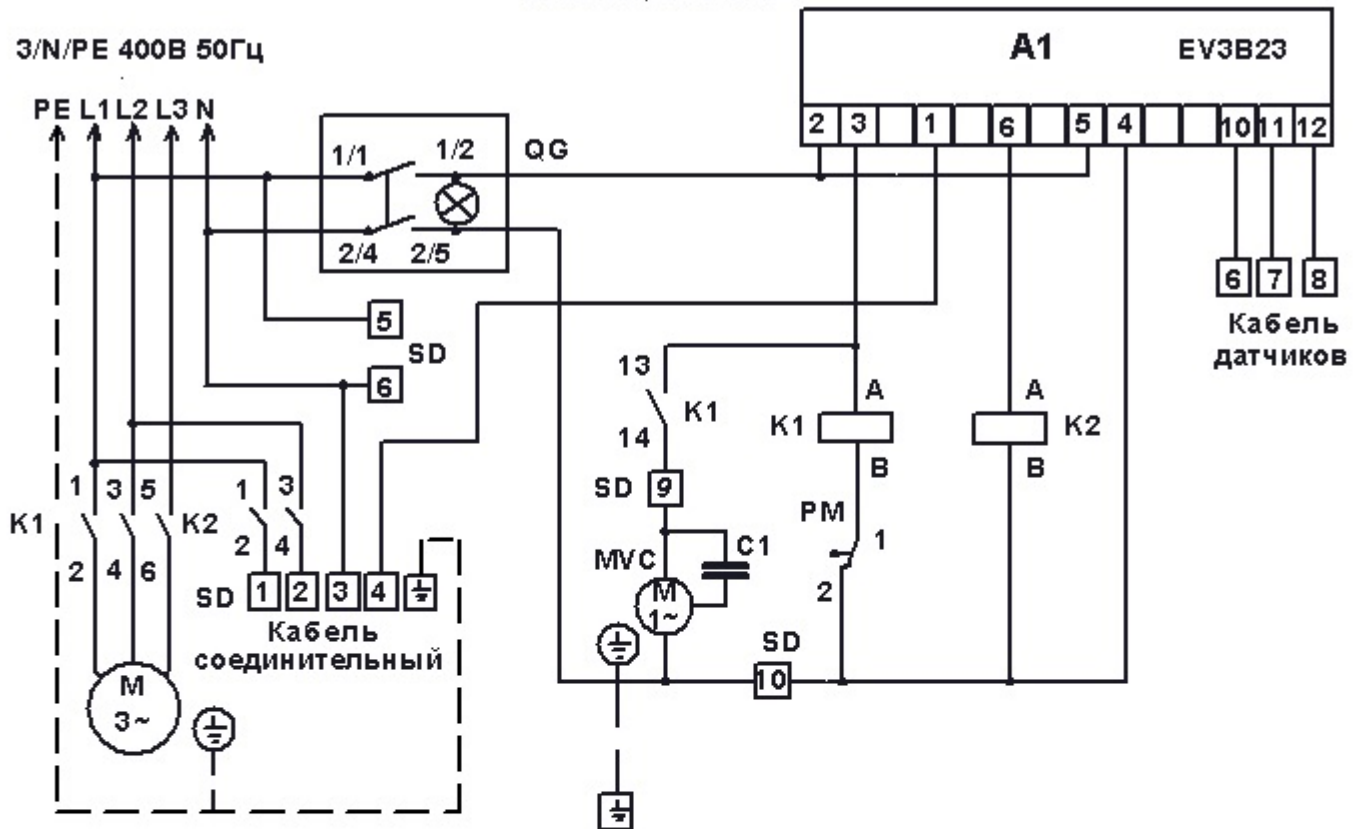 3/N/PE 400В 50Гц
A1 EV3B23
PE L1 L2 L3 N
2 3 1 6 5 4 10 11 12
1/1 1/2 QG
2/4 2/5
6 7 8
Кабель
датчиков
5
SD
6
13
K1
14
A
K1
B
A
K2
B
1 3 5
K1 K2
2 4 6
1 3
2 4
SD 1 2 3 4
Кабель
соединительный
SD 9
PM
1
2
MVC C1
M
1~
SD
10
M
3~